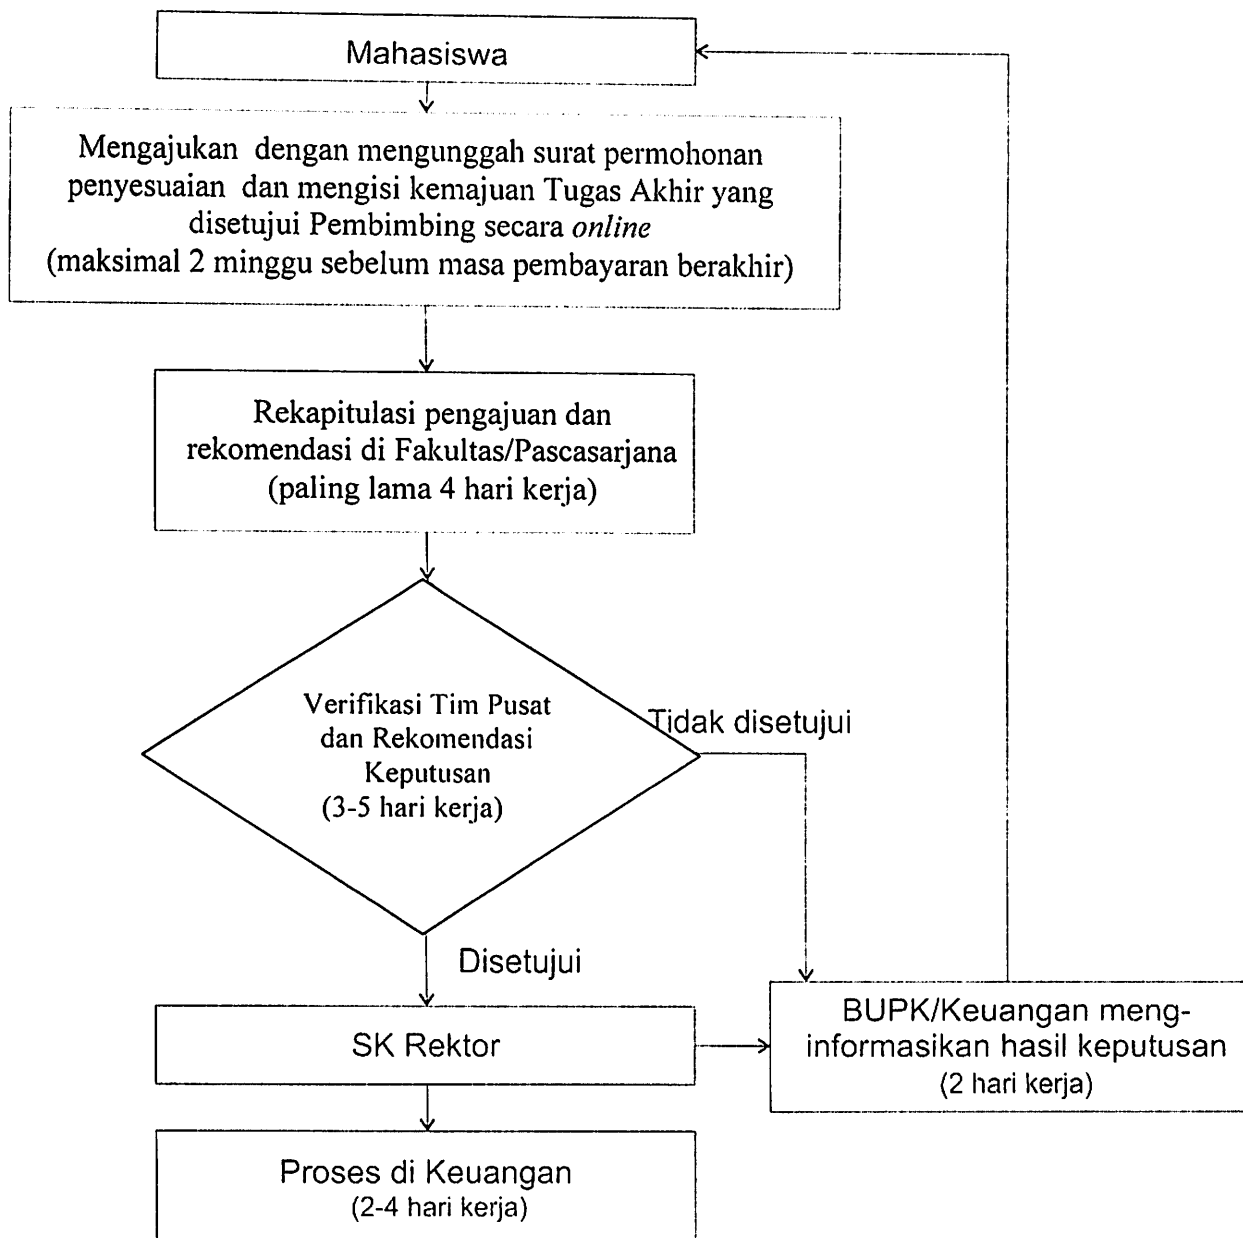 Mahasiswa
Mengajukan dengan mengunggah surat permohonan
penyesuaian dan mengisi kemajuan Tugas Akhir yang
disetujui Pembimbing secara online
(maksimal 2 minggu sebelum masa pembayaran berakhir)
Rekapitulasi pengajuan dan
rekomendasi di Fakultas/Pascasarjana
(paling lama 4 hari kerja)
Verifikasi Tim Pusat
dan Rekomendasi
Keputusan
(3-5 hari kerja)
Tidak disetujui
Disetujui
SK Rektor
BUPK/Keuangan meng-
informasikan hasil keputusan
(2 hari kerja)
Proses di Keuangan
(2-4 hari kerja)